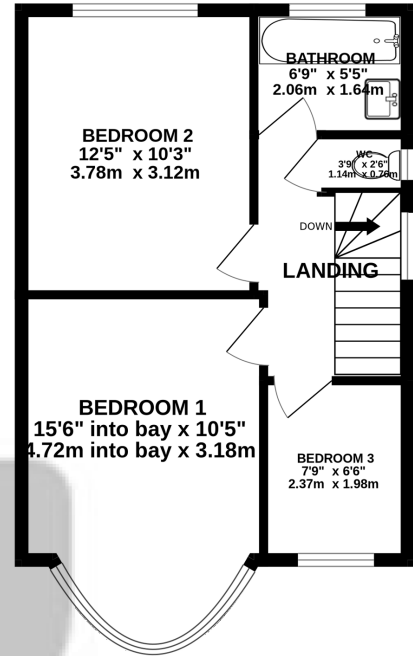 BATHROOM
6'9" x 5'5"
2.06m x 1.64m
BEDROOM 2
12'5" x 10'3"
3.78m x 3.12m
WC
3'9" x 2'6"
1.14m x 0.76m
DOWN
LANDING
BEDROOM 1
15'6" into bay x 10'5"
4.72m into bay x 3.18m
BEDROOM 3
7'9" x 6'6"
2.37m x 1.98m